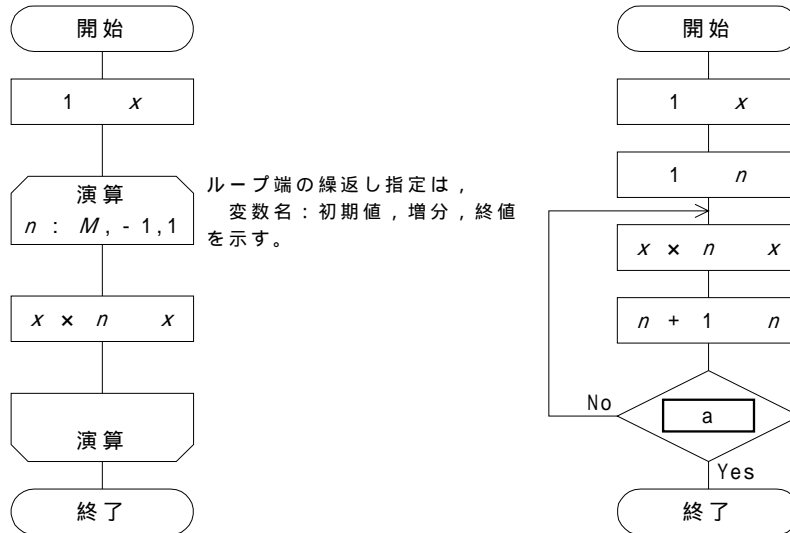 開始
1 x
演算
n : M, - 1,1
x × n x
演算
終了
ループ端の繰返し指定は，
変数名：初期値，増分，終値
を示す。
開始
1 x
1 n
x × n x
n + 1 n
a
No
Yes
終了